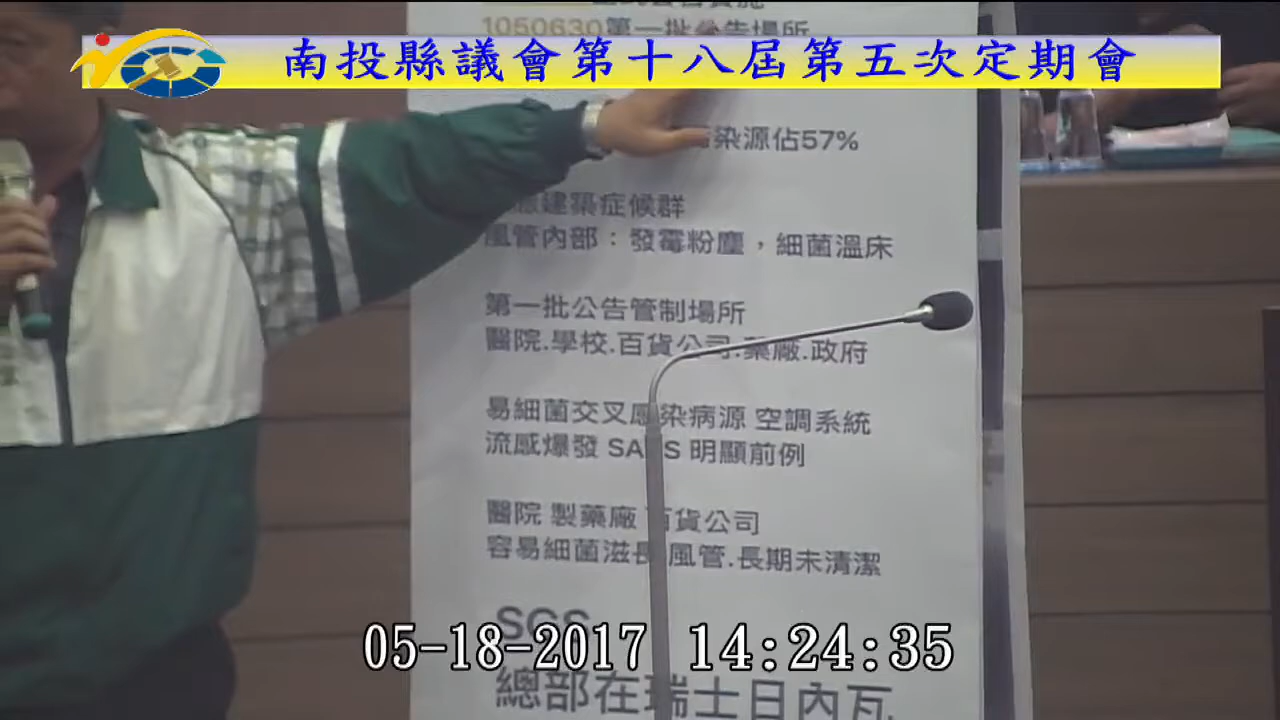 1050630第一批公告場所
南投縣議會第十八屆第五次定期會
染源佔57%
建築症候群
風管內部：發霉粉塵，細菌溫床
第一批公告管制場所
醫院.學校.百貨公司.藥廠.政府
易細菌交叉感染病源 空調系統
流感爆發 SARS 明顯前例
醫院 製藥廠 百貨公司
容易細菌滋長 風管.長期未清潔
SGS
05-18-2017 14:24:35
總部在瑞士日內瓦